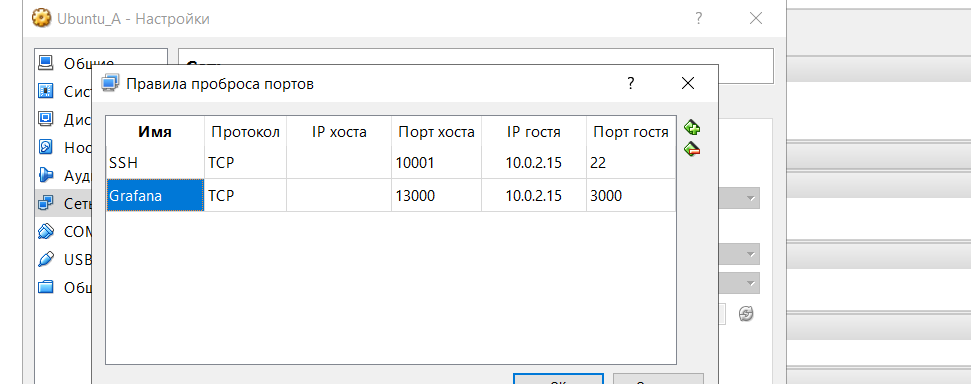 Ubuntu_A - Настройки
?
Общие
Правила проброса портов
?
Имя Протокол IP хоста Порт хоста IP гостя Порт гостя
SSH TCP 10001 10.0.2.15 22
Grafana TCP 13000 10.0.2.15 3000
Сис
Дис
Нос
Ауд
Сеть
COM
USB
Общ